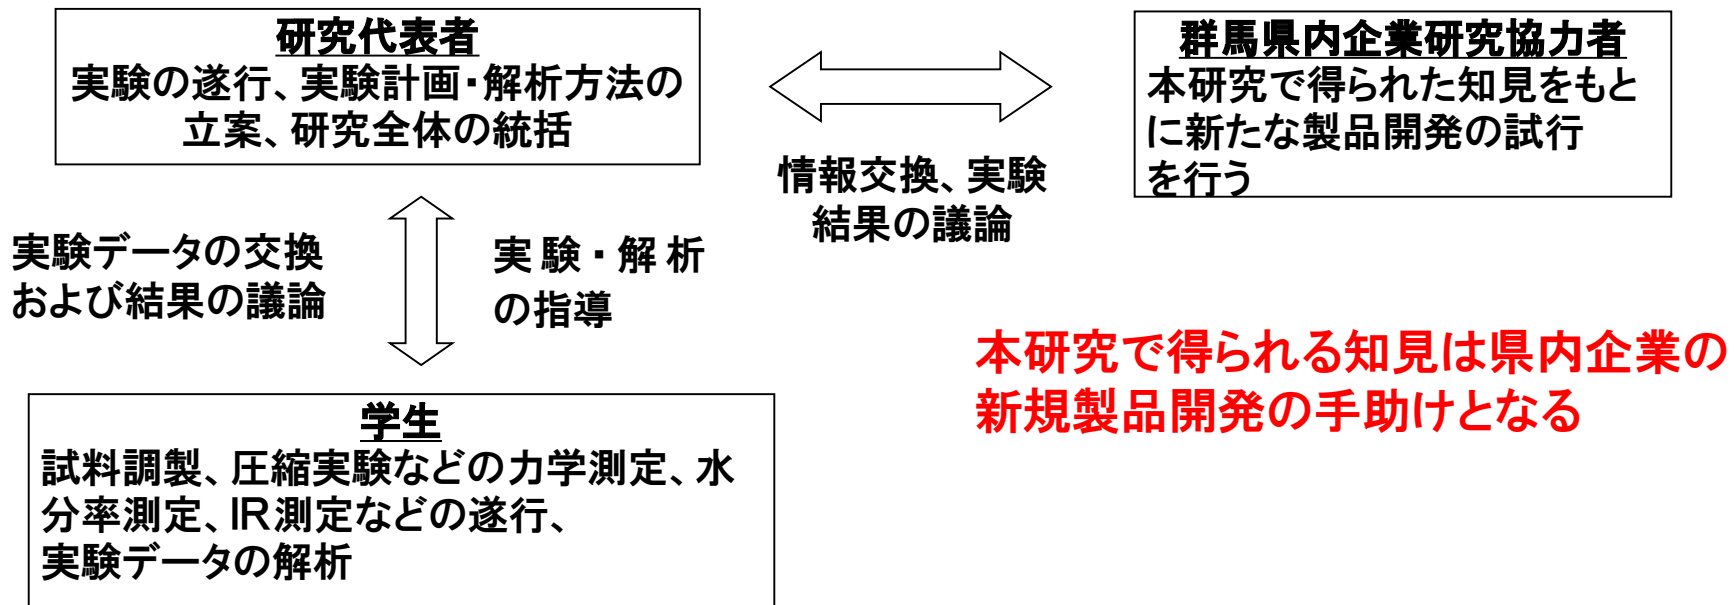 研究代表者
実験の遂行、実験計画・解析方法の
立案、研究全体の統括
群馬県内企業研究協力者
本研究で得られた知見をもと
に新たな製品開発の試行
を行う
情報交換、実験
結果の議論
実験データの交換
および結果の議論
実験・解析
の指導
本研究で得られる知見は県内企業の
新規製品開発の手助けとなる
学生
試料調製、圧縮実験などの力学測定、水
分率測定、IR測定などの遂行、
実験データの解析